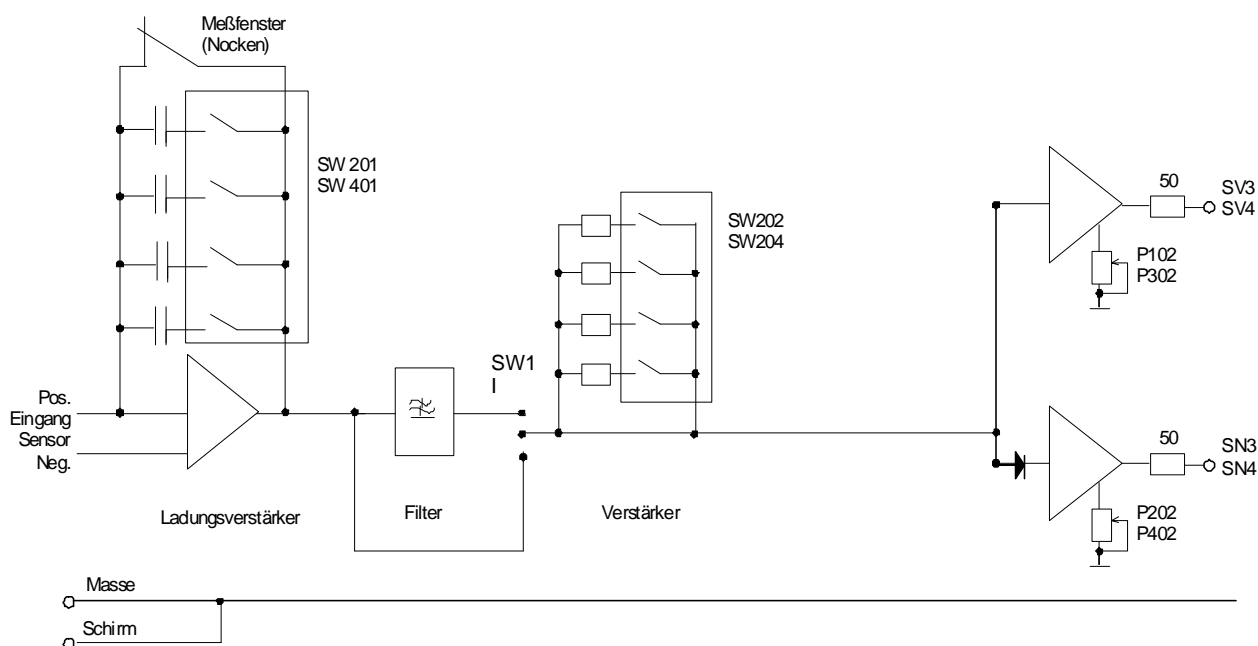 Meßfenster
(Nocken)
SW 201
SW 401
SW202
SW204
50
SV3
SV4
P102
P302
SW1
I
Pos.
Eingang
Sensor
Neg.
50
SN3
SN4
P202
P402
Ladungsverstärker
Filter
Verstärker
Masse
Schirm